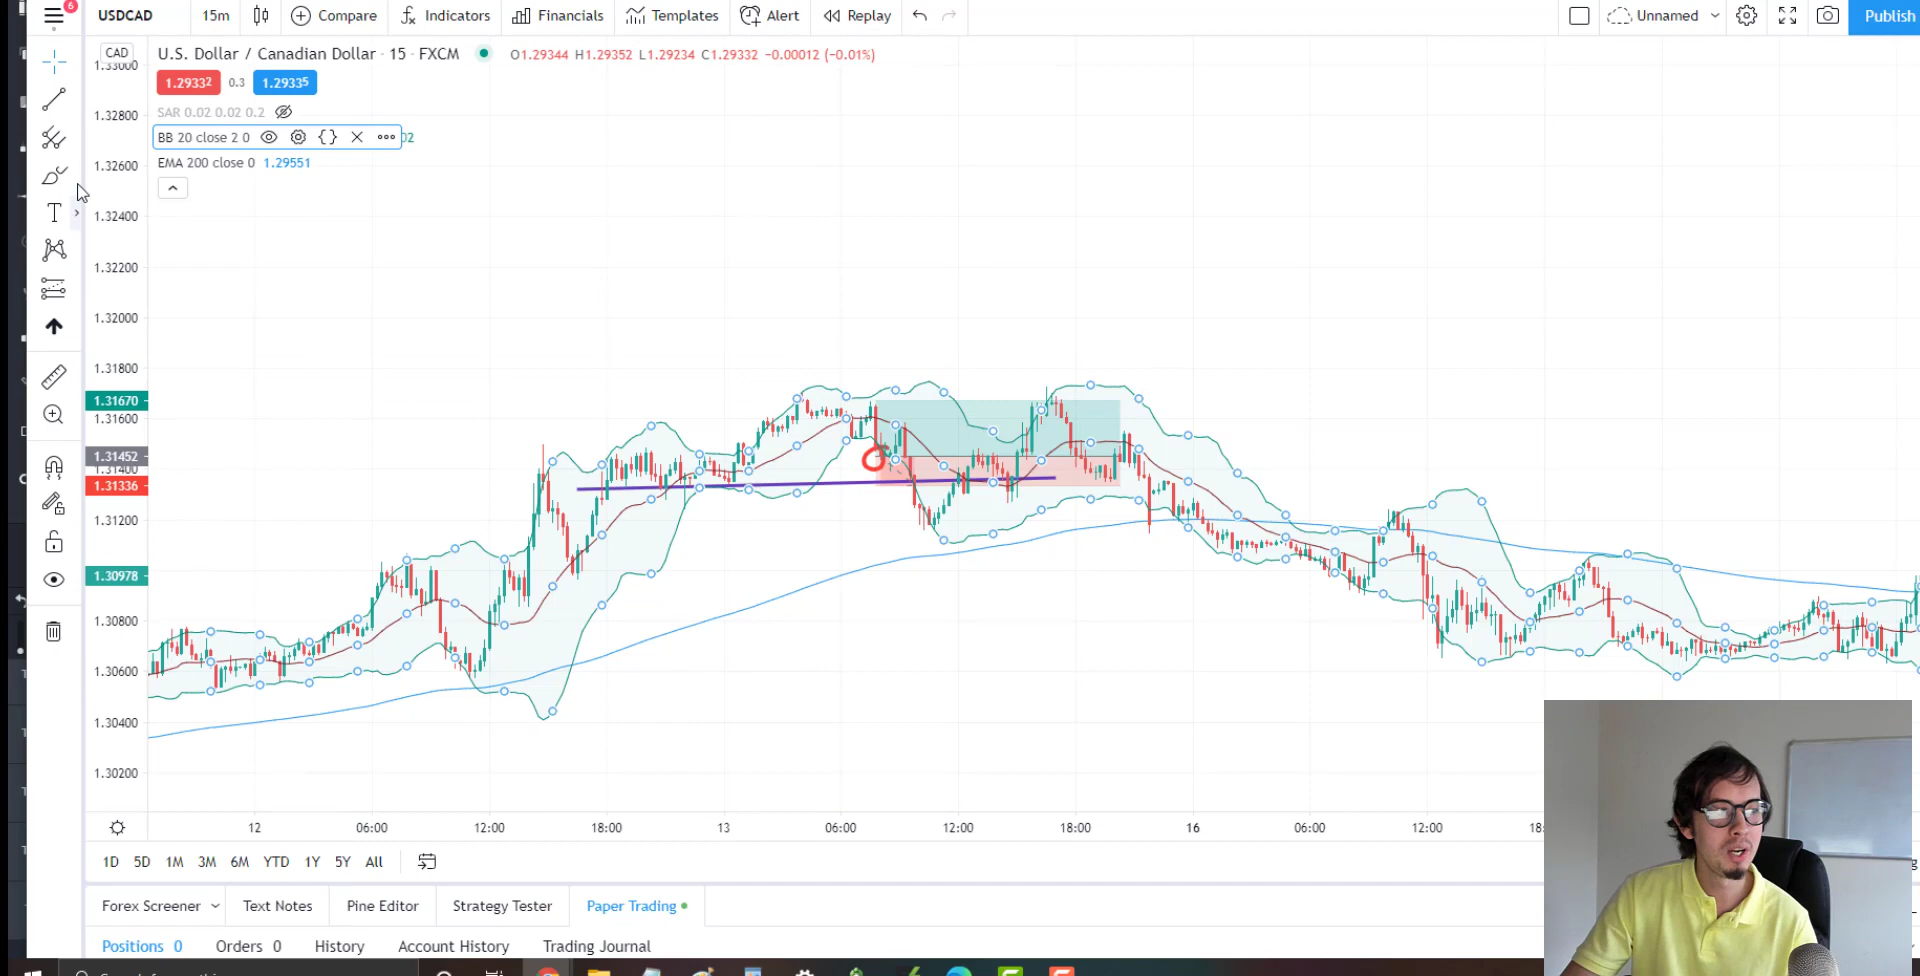 6
USDCAD 15m Compare Indicators Financials Templates Alert Replay Unnamed Publish
CAD
U.S. Dollar / Canadian Dollar · 15 · FXCM O1.29344 H1.29352 L1.29234 C1.29332 −0.00012 (−0.01%)
1.29332 0.3 1.29335
SAR 0.02 0.02 0.2
BB 20 close 2 0 {} 02
EMA 200 close 0 1.29551
T
1.33000
1.32800
1.32600
1.32400
1.32200
1.32000
1.31800
1.31670
1.31600
1.31452
1.31400
1.31336
1.31200
1.30978
1.30800
1.30600
1.30400
1.30200
12 06:00 12:00 18:00 13 06:00 12:00 18:00 16 06:00 12:00
1D 5D 1M 3M 6M YTD 1Y 5Y All
Forex Screener Text Notes Pine Editor Strategy Tester Paper Trading
Positions 0 Orders 0 History Account History Trading Journal